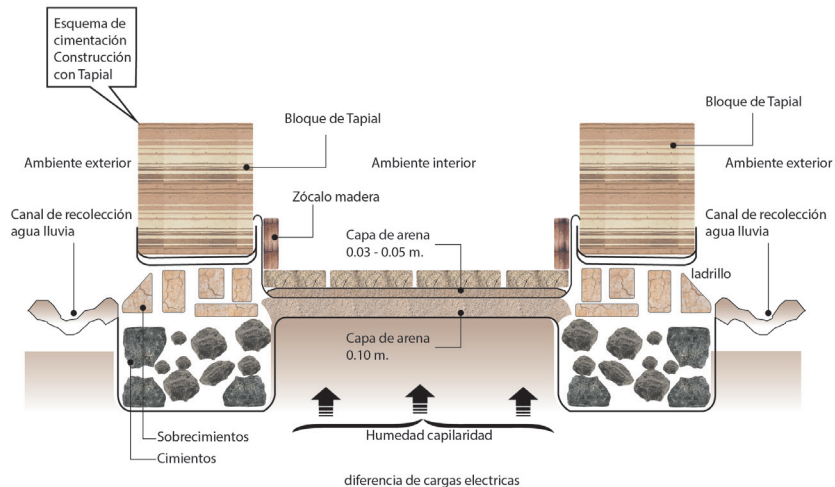 Esquema de
cimentación
Construcción
con Tapial
Bloque de Tapial
Bloque de Tapial
Ambiente exterior
Ambiente interior
Ambiente exterior
Zócalo madera
Canal de recolección
agua lluvia
Capa de arena
0.03 - 0.05 m.
Canal de recolección
agua lluvia
ladrillo
Capa de arena
0.10 m.
Sobrecimientos
Cimientos
Humedad capilaridad
diferencia de cargas electricas